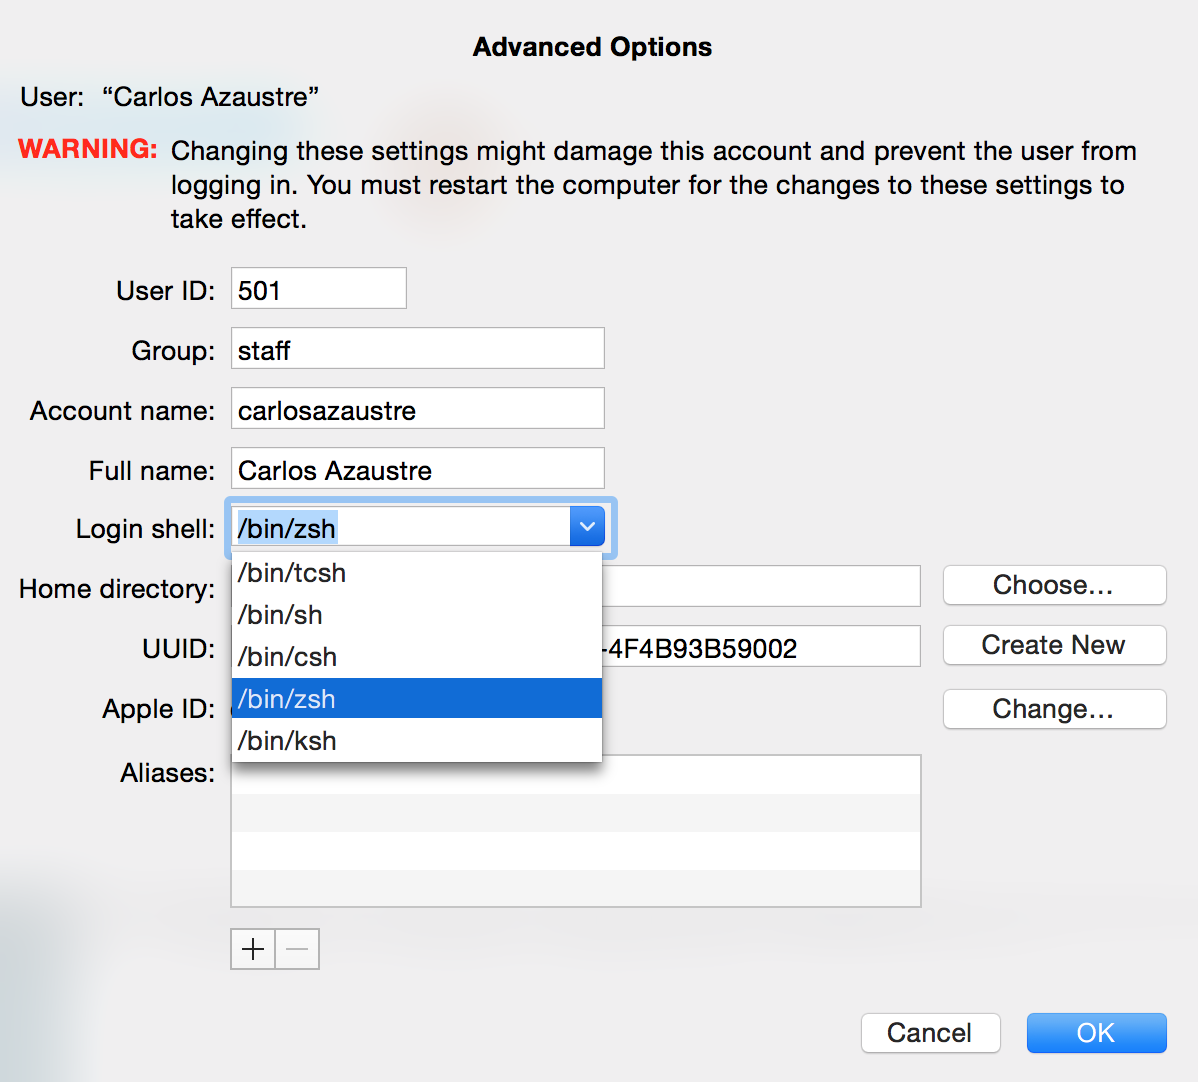 Advanced Options
User: “Carlos Azaustre”
WARNING: Changing these settings might damage this account and prevent the user from
logging in. You must restart the computer for the changes to these settings to
take effect.
User ID: 501
Group: staff
Account name: carlosazaustre
Full name: Carlos Azaustre
Login shell: /bin/zsh
/bin/tcsh
Home directory: Choose...
/bin/sh
UUID: -4F4B93B59002 Create New
/bin/csh
/bin/zsh
Apple ID: Change...
/bin/ksh
Aliases:
+ −
Cancel OK